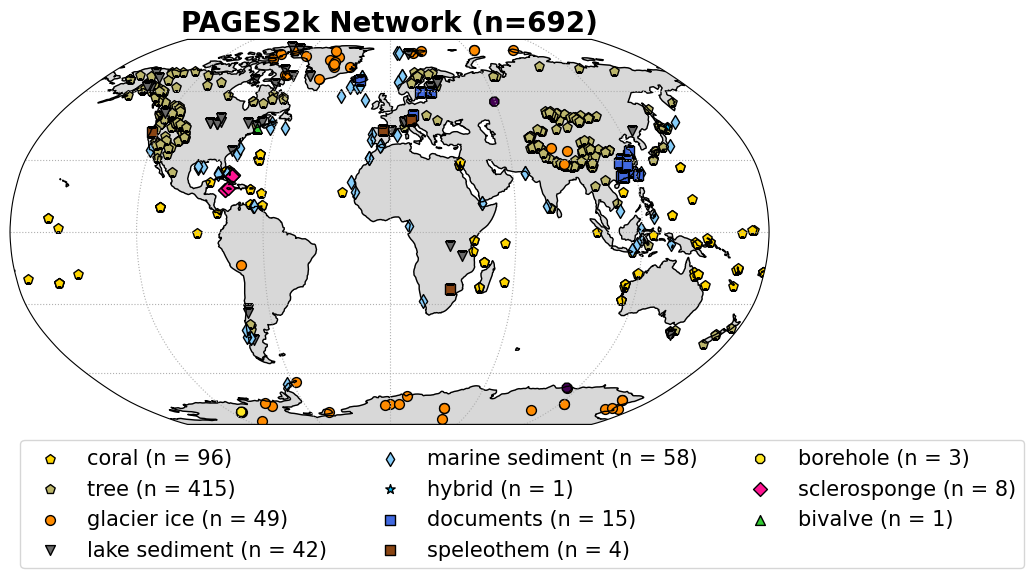 PAGES2k Network (n=692)
coral (n = 96)
tree (n = 415)
glacier ice (n = 49)
lake sediment (n = 42)
marine sediment (n = 58)
hybrid (n = 1)
documents (n = 15)
speleothem (n = 4)
borehole (n = 3)
sclerosponge (n = 8)
bivalve (n = 1)